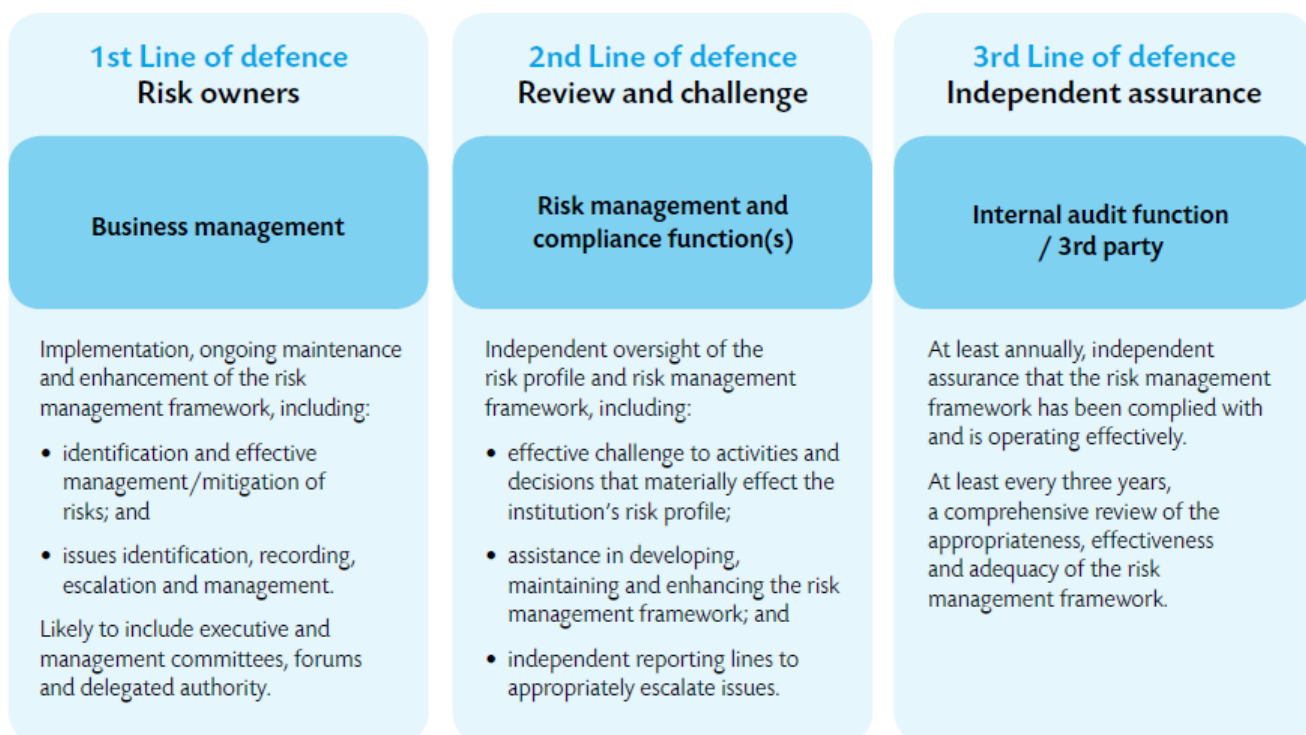 1st Line of defence
Risk owners
Business management
Implementation, ongoing maintenance
and enhancement of the risk
management framework, including:
• identification and effective
management/mitigation of
risks; and
• issues identification, recording,
escalation and management.
Likely to include executive and
management committees, forums
and delegated authority.
2nd Line of defence
Review and challenge
Risk management and
compliance function(s)
Independent oversight of the
risk profile and risk management
framework, including:
• effective challenge to activities and
decisions that materially effect the
institution's risk profile;
• assistance in developing,
maintaining and enhancing the risk
management framework; and
• independent reporting lines to
appropriately escalate issues.
3rd Line of defence
Independent assurance
Internal audit function
/ 3rd party
At least annually, independent
assurance that the risk management
framework has been complied with
and is operating effectively.
At least every three years,
a comprehensive review of the
appropriateness, effectiveness
and adequacy of the risk
management framework.